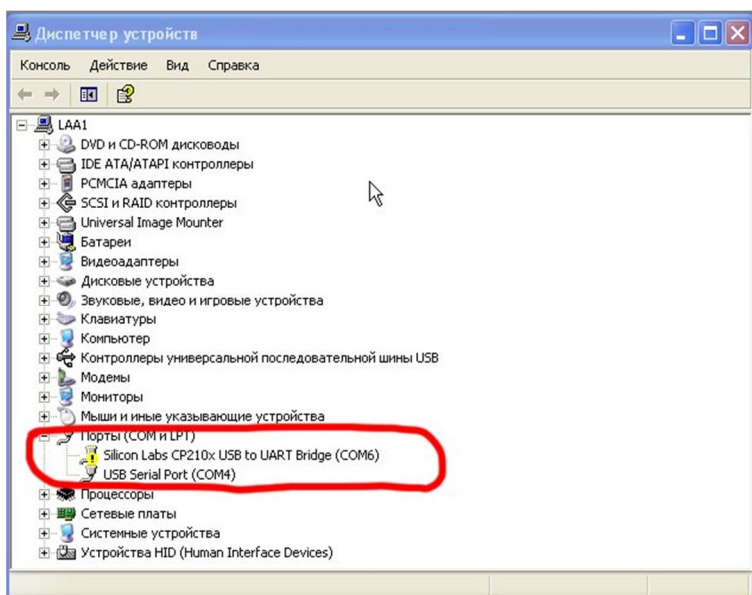 Диспетчер устройств
Консоль Действие Вид Справка
LAA1
DVD и CD-ROM дисководы
IDE ATA/ATAPI контроллеры
PCMCIA адаптеры
SCSI и RAID контроллеры
Universal Image Mounter
Батареи
Видеоадаптеры
Дисковые устройства
Звуковые, видео и игровые устройства
Клавиатуры
Компьютер
Контроллеры универсальной последовательной шины USB
Модемы
Мониторы
Мыши и иные указывающие устройства
Порты (COM и LPT)
Silicon Labs CP210x USB to UART Bridge (COM6)
USB Serial Port (COM4)
Процессоры
Сетевые платы
Системные устройства
Устройства HID (Human Interface Devices)